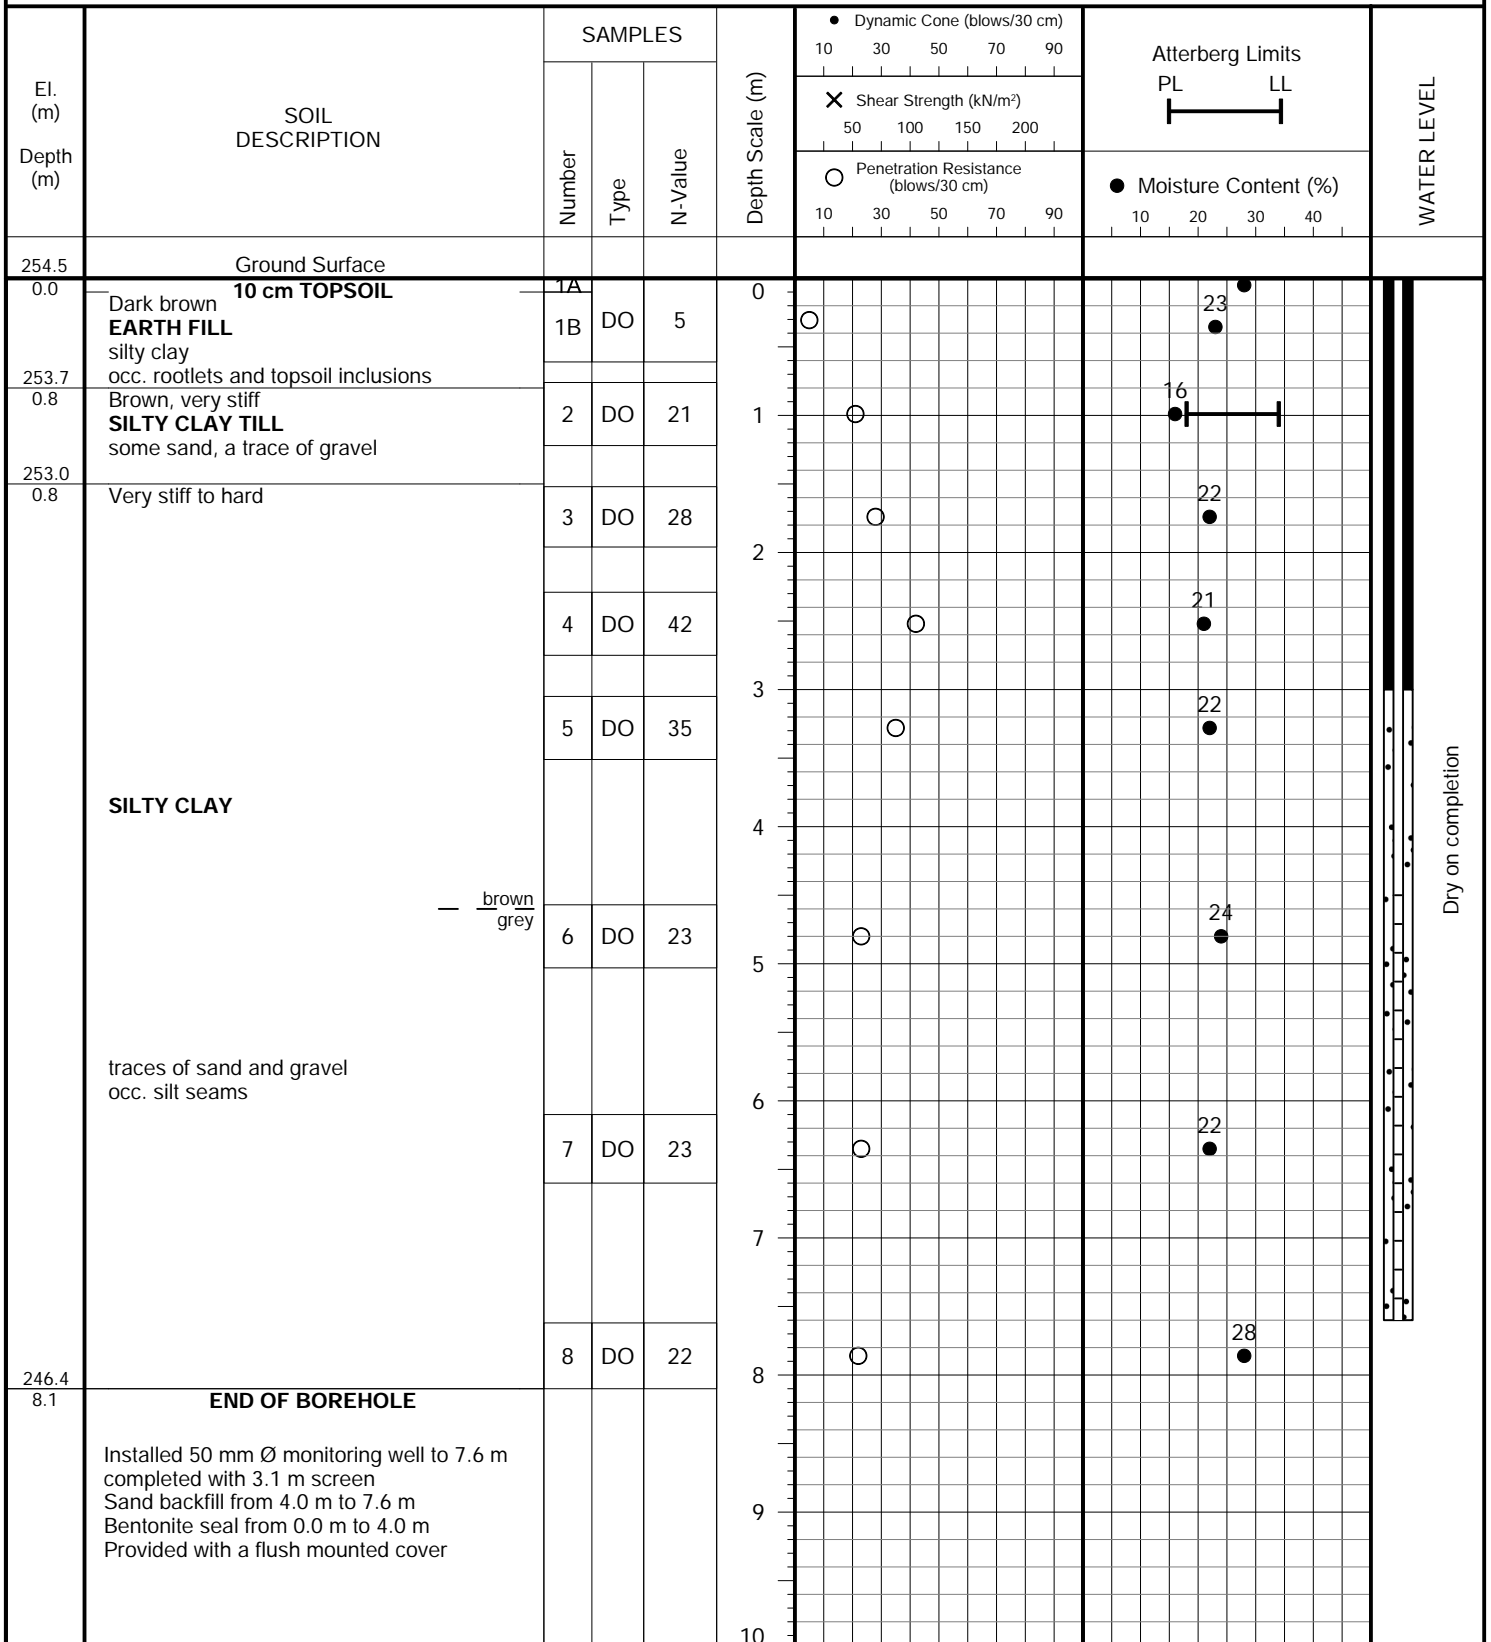 El.
(m)
Depth
(m)
SOIL
DESCRIPTION
SAMPLES
Number
Type
N-Value
Depth Scale (m)
Dynamic Cone (blows/30 cm)
10 30 50 70 90
Shear Strength (kN/m²)
50 100 150 200
Penetration Resistance
(blows/30 cm)
10 30 50 70 90
Atterberg Limits
PL LL
Moisture Content (%)
10 20 30 40
WATER LEVEL
254.5 Ground Surface
0.0 10 cm TOPSOIL 1A 0
Dark brown 23
EARTH FILL 1B DO 5
silty clay
253.7 occ. rootlets and topsoil inclusions
0.8 Brown, very stiff 16
SILTY CLAY TILL 2 DO 21 1
some sand, a trace of gravel
253.0
0.8 Very stiff to hard 22
3 DO 28
2
21
4 DO 42
3
22
5 DO 35
SILTY CLAY
4
Dry on completion
brown
grey
24
6 DO 23
5
traces of sand and gravel
occ. silt seams
6
22
7 DO 23
7
28
8 DO 22
8
246.4
8.1 END OF BOREHOLE
Installed 50 mm Ø monitoring well to 7.6 m
completed with 3.1 m screen
Sand backfill from 4.0 m to 7.6 m
9
Bentonite seal from 0.0 m to 4.0 m
Provided with a flush mounted cover
10